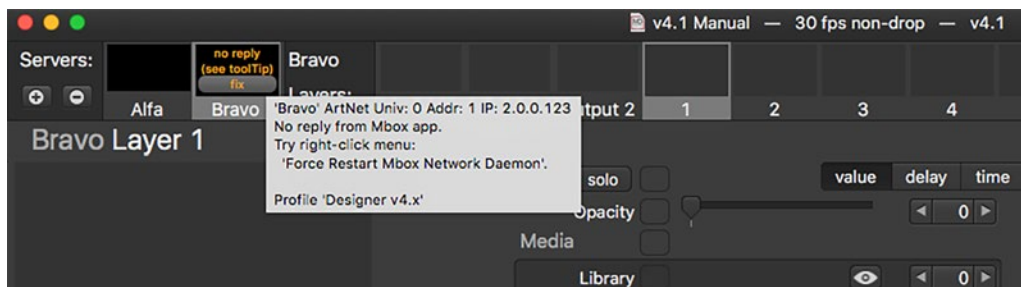 v4.1 Manual — 30 fps non-drop — v4.1
Servers:
no reply
(see toolTip)
fix
Bravo
Layers:
Alfa
Bravo
2
1
2
3
4
'Bravo' ArtNet Univ: 0 Addr: 1 IP: 2.0.0.123
No reply from Mbox app.
Try right-click menu:
'Force Restart Mbox Network Daemon'.
Profile 'Designer v4.x'
Bravo Layer 1
solo
value delay time
Opacity
0
Media
Library
0